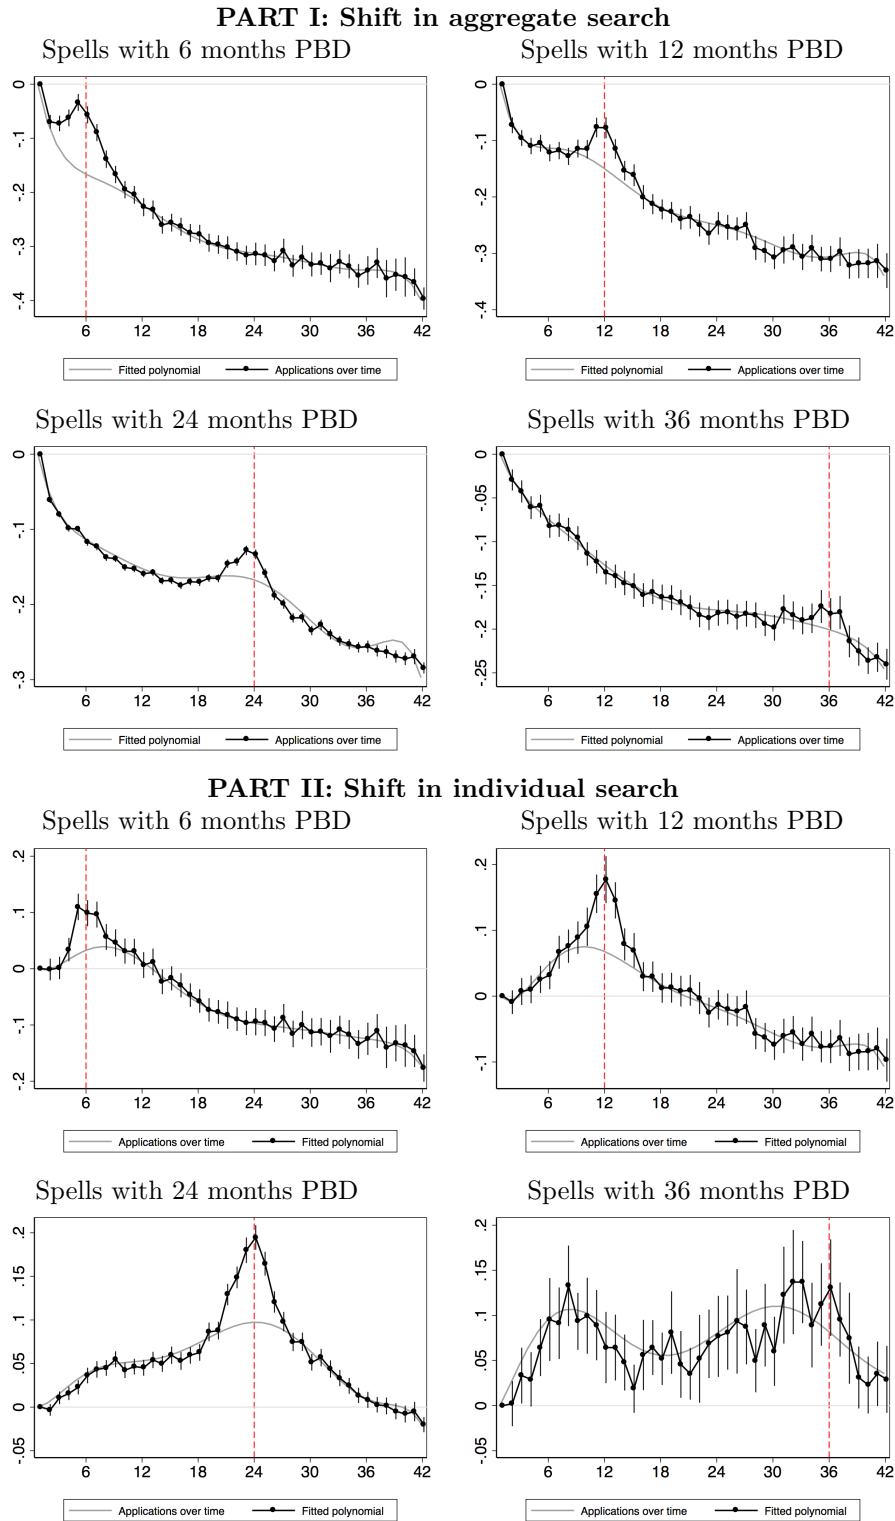 PART I: Shift in aggregate search
Spells with 6 months PBD
0
-.1
-.2
-.3
-.4
6 12 18 24 30 36 42
Fitted polynomial Applications over time
Spells with 12 months PBD
0
-.1
-.2
-.3
-.4
6 12 18 24 30 36 42
Fitted polynomial Applications over time
Spells with 24 months PBD
0
-.1
-.2
-.3
6 12 18 24 30 36 42
Fitted polynomial Applications over time
Spells with 36 months PBD
0
-.05
-.1
-.15
-.2
-.25
6 12 18 24 30 36 42
Fitted polynomial Applications over time
PART II: Shift in individual search
Spells with 6 months PBD
.2
.1
0
-.1
-.2
6 12 18 24 30 36 42
Applications over time Fitted polynomial
Spells with 12 months PBD
.2
.1
0
-.1
6 12 18 24 30 36 42
Applications over time Fitted polynomial
Spells with 24 months PBD
.2
.15
.1
.05
0
-.05
6 12 18 24 30 36 42
Applications over time Fitted polynomial
Spells with 36 months PBD
.2
.15
.1
.05
0
-.05
6 12 18 24 30 36 42
Applications over time Fitted polynomial